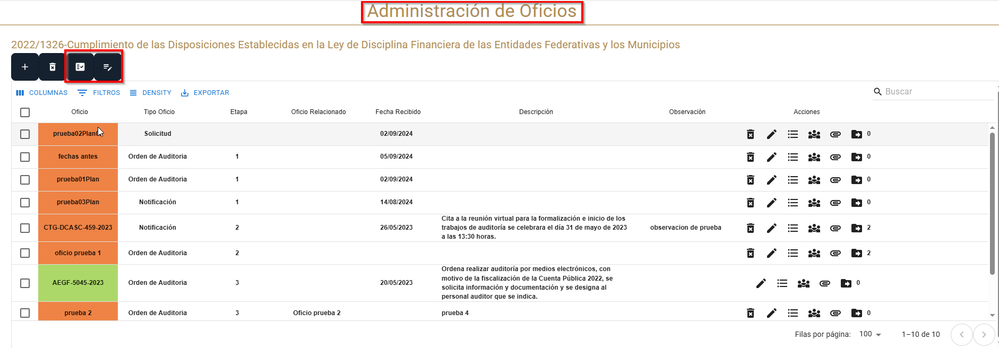 Administración de Oficios
2022/1326-Cumplimiento de las Disposiciones Establecidas en la Ley de Disciplina Financiera de las Entidades Federativas y los Municipios
COLUMNAS FILTROS DENSITY EXPORTAR Buscar
Oficio Tipo Oficio Etapa Oficio Relacionado Fecha Recibido Descripción Observación Acciones
Solicitud 02/09/2024 0
fechas antes Orden de Auditoria 1 05/09/2024 0
prueba01Plan Orden de Auditoria 1 02/09/2024 0
prueba03Plan Notificación 1 14/08/2024 0
Cita a la reunión virtual para la formalización e inicio de los
CTG-DCASC-459-2023 Notificación 2 26/05/2023 trabajos de auditoría se celebrara el día 31 de mayo de 2023 observacion de prueba 2
a las 13:30 horas.
oficio prueba 1 Orden de Auditoria 2 2
Ordena realizar auditoría por medios electrónicos, con
motivo de la fiscalización de la Cuenta Pública 2022, se
AEGF-5045-2023 Orden de Auditoria 3 20/05/2023 0
solicita información y documentación y se designa al
personal auditor que se indica.
prueba 2 Orden de Auditoria 3 Oficio prueba 2 prueba 4 0
Filas por página: 100 1–10 de 10